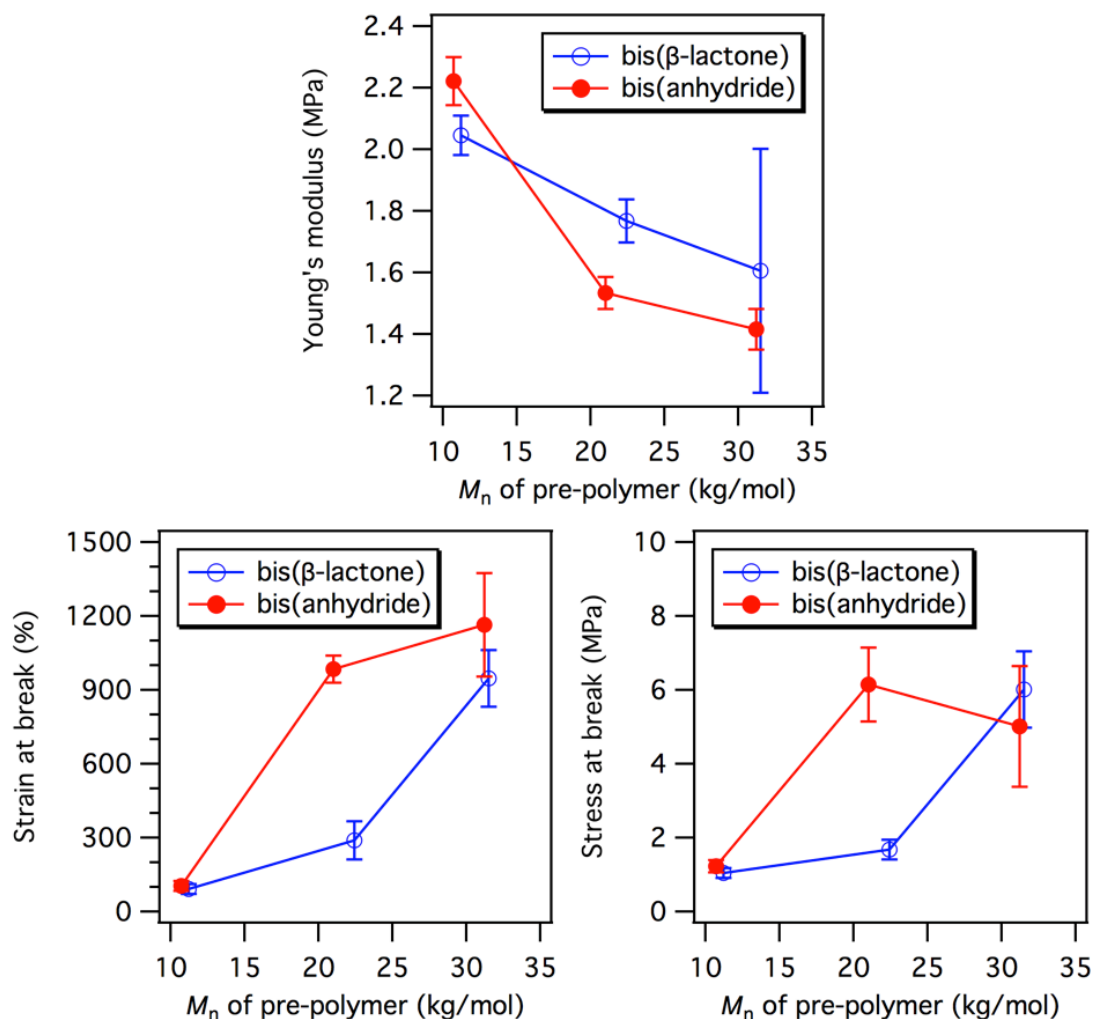 Young's modulus (MPa)
2.4
2.2
2.0
1.8
1.6
1.4
1.2
bis(β-lactone)
bis(anhydride)
10 15 20 25 30 35
Mn of pre-polymer (kg/mol)
Strain at break (%)
1500
1200
900
600
300
0
bis(β-lactone)
bis(anhydride)
10 15 20 25 30 35
Mn of pre-polymer (kg/mol)
Stress at break (MPa)
10
8
6
4
2
0
bis(β-lactone)
bis(anhydride)
10 15 20 25 30 35
Mn of pre-polymer (kg/mol)